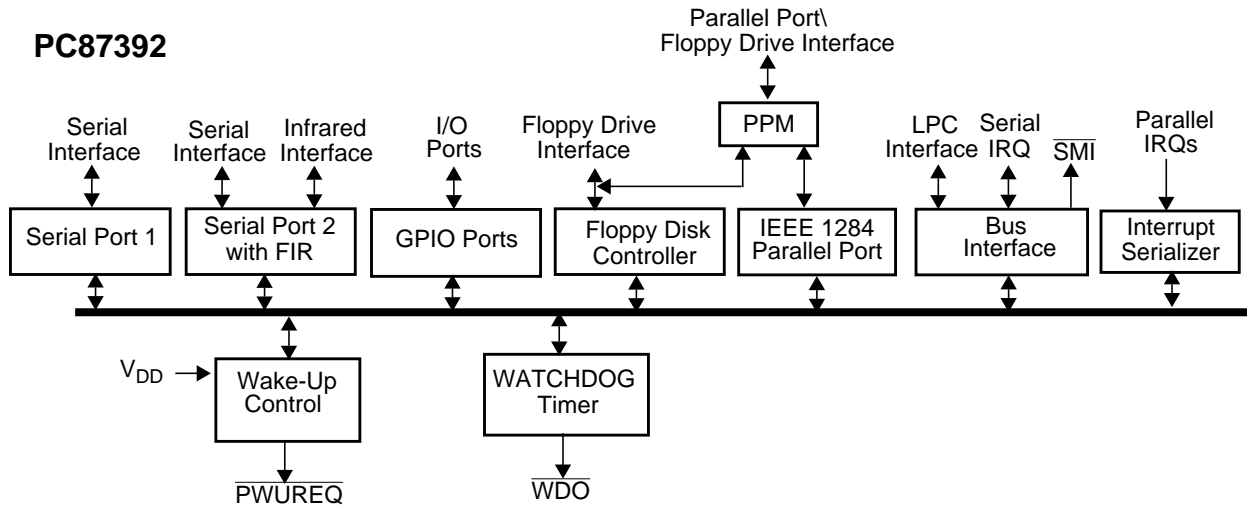 PC87392
Parallel Port\
Floppy Drive Interface
PPM
Serial
Interface
Serial
Interface
Infrared
Interface
I/O
Ports
Floppy Drive
Interface
LPC
Interface
Serial
IRQ
SMI
Parallel
IRQs
Serial Port 1
Serial Port 2
with FIR
GPIO Ports
Floppy Disk
Controller
IEEE 1284
Parallel Port
Bus
Interface
Interrupt
Serializer
VDD
Wake-Up
Control
WATCHDOG
Timer
PWUREQ
WDO